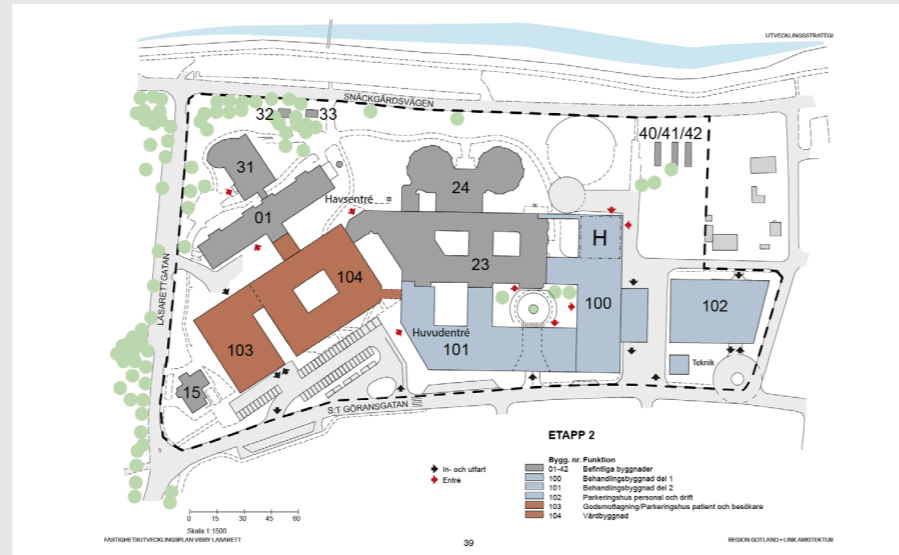 UTVECKLINGSSTRATEGI
SNÄCKGÄRDSVÄGEN
32
33
40/41/42
31
24
01
Havsentré
H
23
104
100
102
LASARETTGATAN
Huvudentré
101
103
Teknik
15
S:T GÖRANSGATAN
ETAPP 2
Bygg. nr. Funktion
01-42 Befintliga byggnader
100 Behandlingsbyggnad del 1
101 Behandlingsbyggnad del 2
102 Parkeringshus personal och drift
103 Godsmottagning/Parkeringshus patient och besökare
104 Vårdbyggnad
In- och utfart
Entré
0 15 30 45 60
Skala 1:1500
FASTIGHETSUTVECKLINGSPLAN VISBY LASARETT
39
REGION GOTLAND • LINK ARKITEKTUR